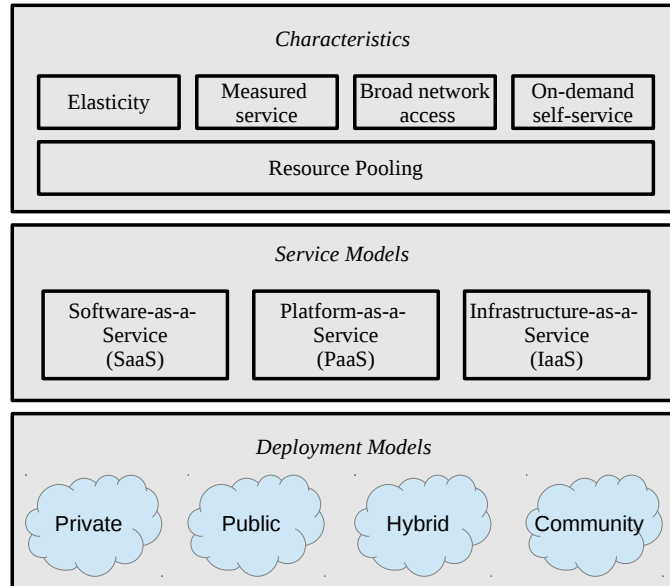 Characteristics
Elasticity
Measured
service
Broad network
access
On-demand
self-service
Resource Pooling
Service Models
Software-as-a-
Service
(SaaS)
Platform-as-a-
Service
(PaaS)
Infrastructure-as-a-
Service
(IaaS)
Deployment Models
Private
Public
Hybrid
Community